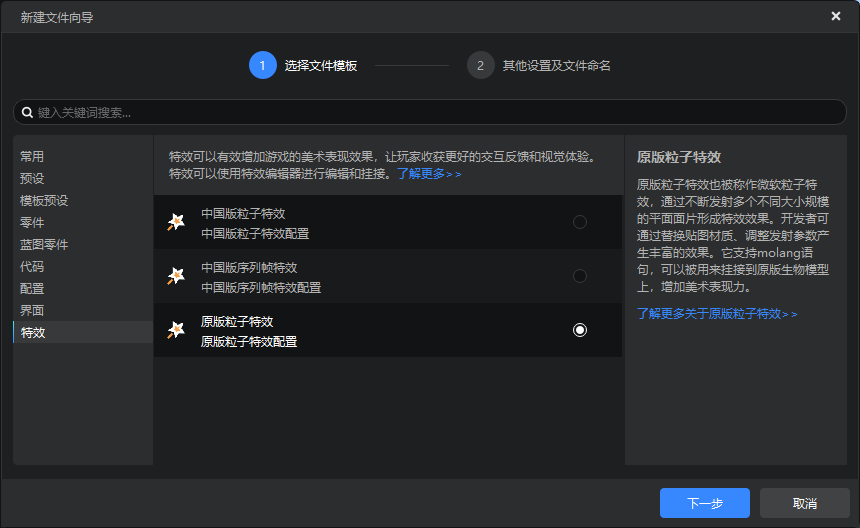 新建文件向导
1 选择文件模板 2 其他设置及文件命名
键入关键词搜索...
常用
预设
模板预设
零件
蓝图零件
代码
配置
界面
特效
特效可以有效增加游戏的美术表现效果，让玩家收获更好的交互反馈和视觉体验。
特效可以使用特效编辑器进行编辑和挂接。了解更多>>
中国版粒子特效
中国版粒子特效配置
中国版序列帧特效
中国版序列帧特效配置
原版粒子特效
原版粒子特效配置
原版粒子特效
原版粒子特效也被称作微软粒子特
效，通过不断发射多个不同大小规模
的平面面片形成特效效果。开发者可
通过替换贴图材质、调整发射参数产
生丰富的效果。它支持molang语
句，可以被用来挂接到原版生物模型
上，增加美术表现力。
了解更多关于原版粒子特效>>
下一步
取消